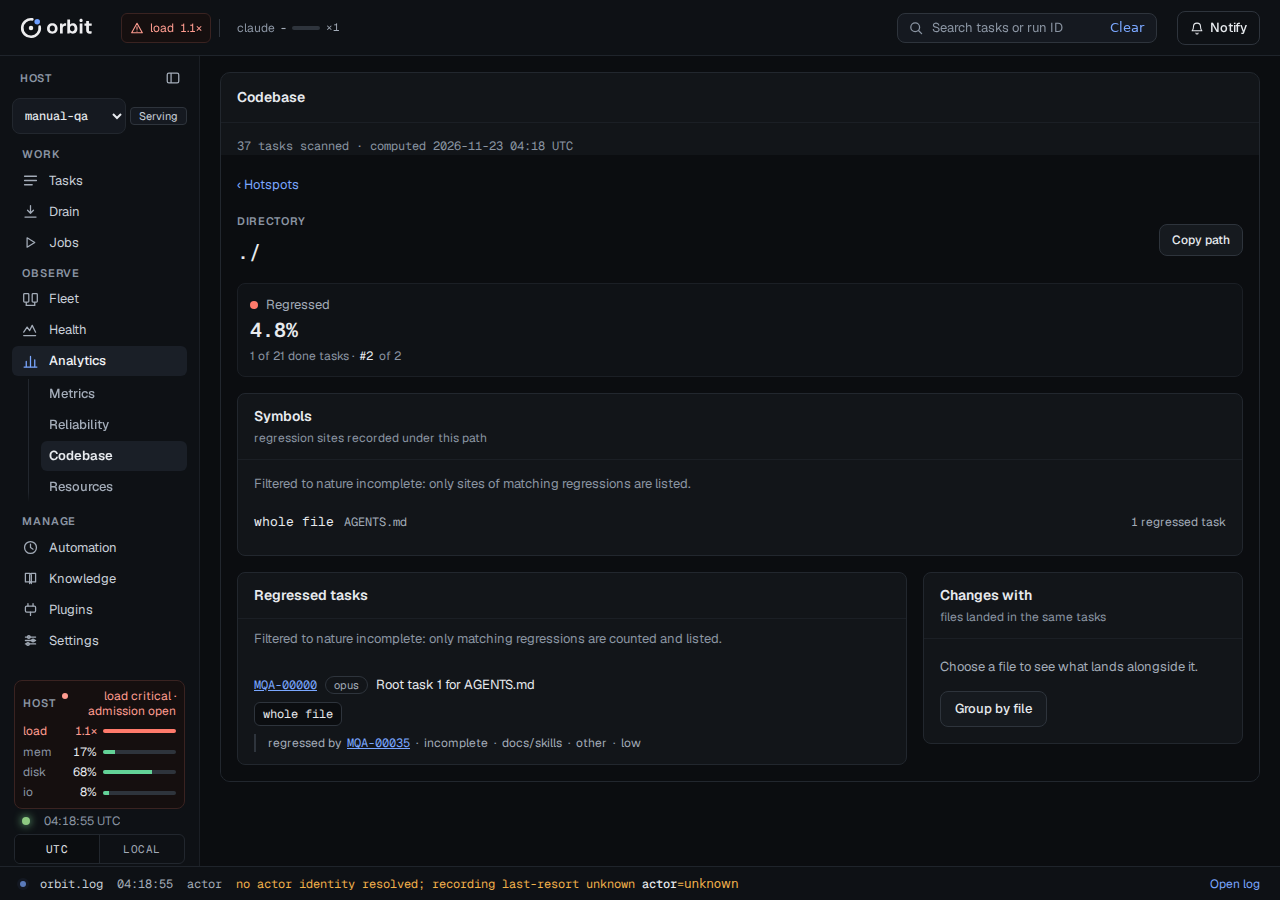 orbit
load 1.1×
claude - ×1
Search tasks or run ID
Clear
Notify
HOST
manual-qa
Serving
WORK
Tasks
Drain
Jobs
OBSERVE
Fleet
Health
Analytics
Metrics
Reliability
Codebase
Resources
MANAGE
Automation
Knowledge
Plugins
Settings
HOST
load critical ·
admission open
load 1.1×
mem 17%
disk 68%
io 8%
04:18:55 UTC
UTC
LOCAL
Codebase
37 tasks scanned · computed 2026-11-23 04:18 UTC
‹ Hotspots
DIRECTORY
./
Copy path
Regressed
4.8%
1 of 21 done tasks · #2 of 2
Symbols
regression sites recorded under this path
Filtered to nature incomplete: only sites of matching regressions are listed.
whole file AGENTS.md
1 regressed task
Regressed tasks
Filtered to nature incomplete: only matching regressions are counted and listed.
MQA-00000 opus Root task 1 for AGENTS.md
whole file
regressed by MQA-00035 · incomplete · docs/skills · other · low
Changes with
files landed in the same tasks
Choose a file to see what lands alongside it.
Group by file
orbit.log 04:18:55 actor no actor identity resolved; recording last-resort unknown actor=unknown
Open log